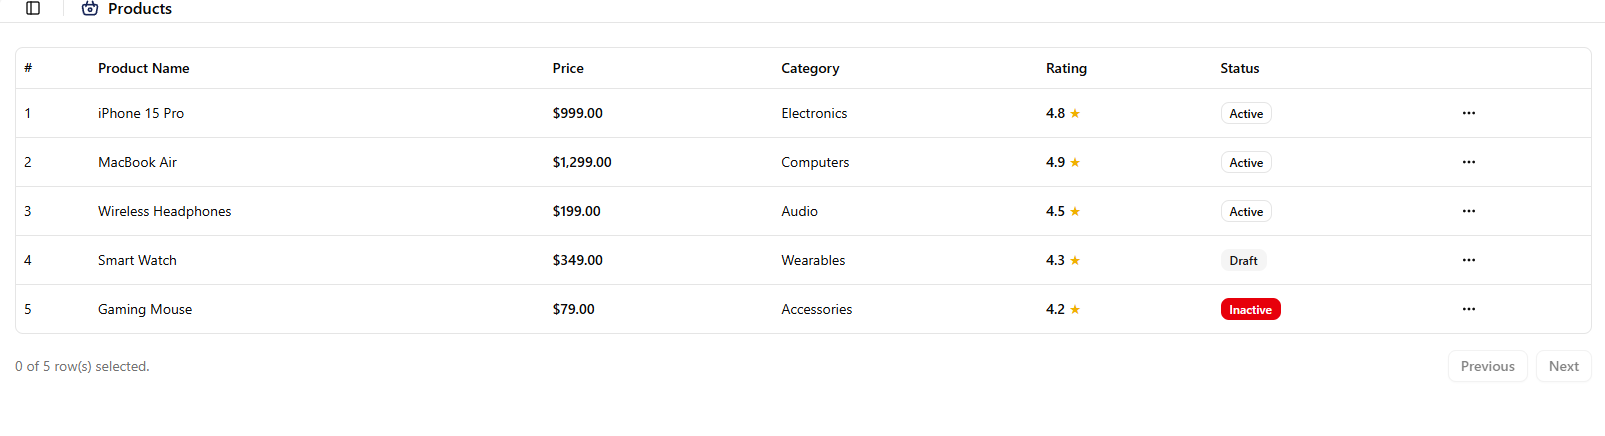 Products
# Product Name Price Category Rating Status
1 iPhone 15 Pro $999.00 Electronics 4.8 ★ Active ···
2 MacBook Air $1,299.00 Computers 4.9 ★ Active ···
3 Wireless Headphones $199.00 Audio 4.5 ★ Active ···
4 Smart Watch $349.00 Wearables 4.3 ★ Draft ···
5 Gaming Mouse $79.00 Accessories 4.2 ★ Inactive ···
0 of 5 row(s) selected. Previous Next